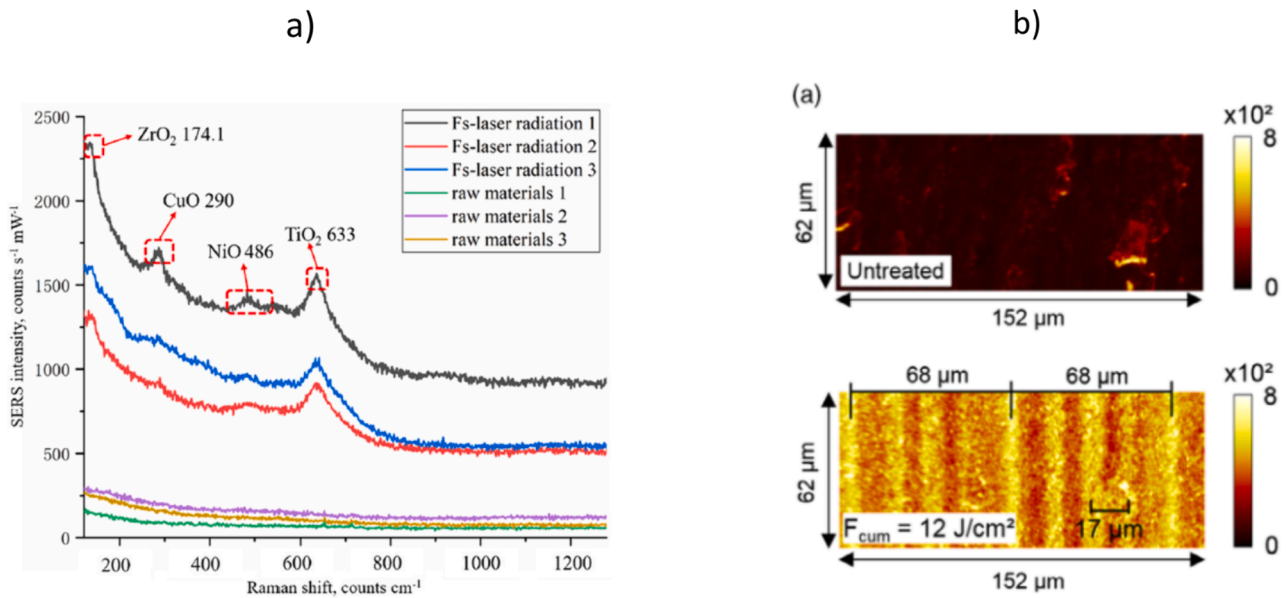 a)
b)
2500
2000
1500
1000
500
0
200
400
600
800
1000
1200
SERS intensity, counts s⁻¹ mW⁻¹
Raman shift, counts cm⁻¹
ZrO₂ 174.1
CuO 290
NiO 486
TiO₂ 633
Fs-laser radiation 1
Fs-laser radiation 2
Fs-laser radiation 3
raw materials 1
raw materials 2
raw materials 3
(a)
x10²
8
0
62 µm
Untreated
152 µm
68 µm
68 µm
x10²
8
0
62 µm
17 µm
F_cum = 12 J/cm²
152 µm